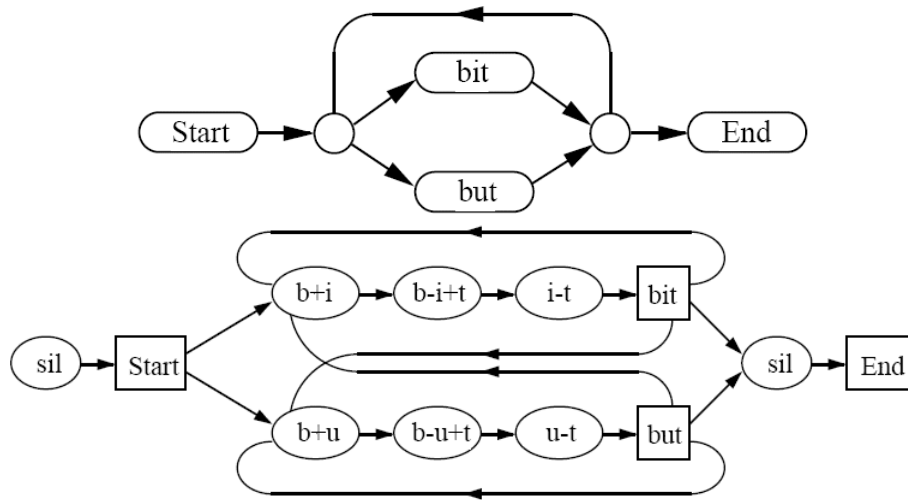 bit
Start
End
but
b+i
b-i+t
i-t
bit
sil
Start
sil
End
b+u
b-u+t
u-t
but